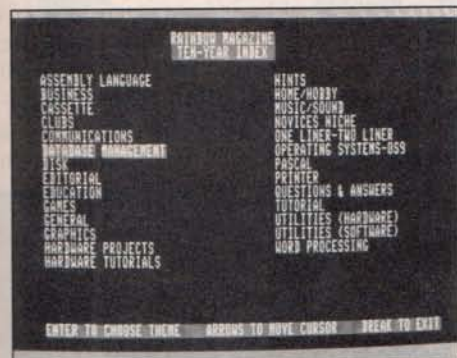 RAINBOW MAGAZINE
TEN-YEAR INDEX
ASSEMBLY LANGUAGE
BUSINESS
CASSETTE
CLUBS
COMMUNICATIONS
DATABASE MANAGEMENT
DISK
EDITORIAL
EDUCATION
GAMES
GENERAL
GRAPHICS
HARDWARE PROJECTS
HARDWARE TUTORIALS
HINTS
HOME/HOBBY
MUSIC/SOUND
NOVICES NICHE
ONE LINER-TWO LINER
OPERATING SYSTEMS-OS9
PASCAL
PRINTER
QUESTIONS & ANSWERS
TUTORIAL
UTILITIES (HARDWARE)
UTILITIES (SOFTWARE)
WORD PROCESSING
ENTER TO CHOOSE THEME ARROWS TO MOVE CURSOR BREAK TO EXIT